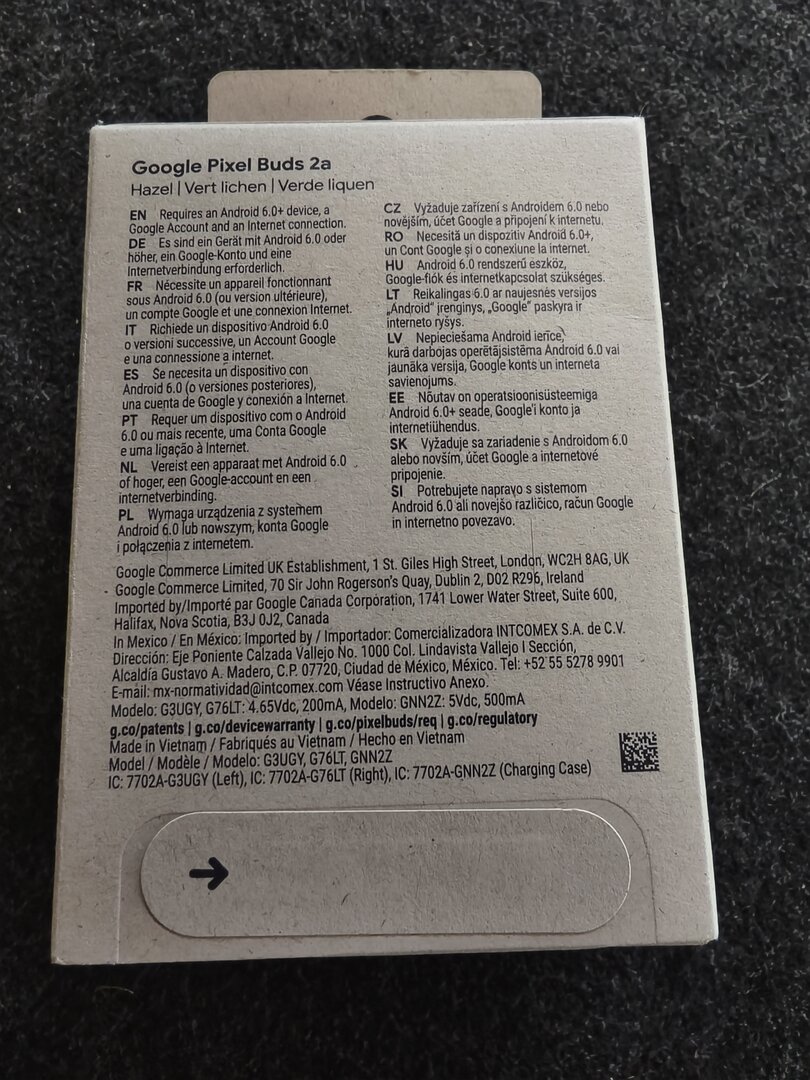 Google Pixel Buds 2a
Hazel | Vert lichen | Verde liquen
EN Requires an Android 6.0+ device, a
Google Account and an Internet connection.
DE Es sind ein Gerät mit Android 6.0 oder
höher, ein Google-Konto und eine
Internetverbindung erforderlich.
FR Nécessite un appareil fonctionnant
sous Android 6.0 (ou version ultérieure),
un compte Google et une connexion Internet.
IT Richiede un dispositivo Android 6.0
o versioni successive, un Account Google
e una connessione a internet.
ES Se necesita un dispositivo con
Android 6.0 (o versiones posteriores),
una cuenta de Google y conexión a Internet.
PT Requer um dispositivo com o Android
6.0 ou mais recente, uma Conta Google
e uma ligação à Internet.
NL Vereist een apparaat met Android 6.0
of hoger, een Google-account en een
internetverbinding.
PL Wymaga urządzenia z systemem
Android 6.0 lub nowszym, konta Google
i połączenia z internetem.
CZ Vyžaduje zařízení s Androidem 6.0 nebo
novějším, účet Google a připojení k internetu.
RO Necesită un dispozitiv Android 6.0+,
un Cont Google și o conexiune la internet.
HU Android 6.0 rendszerű eszköz,
Google-fiók és internetkapcsolat szükséges.
LT Reikalingas 6.0 ar naujesnės versijos
„Android“ įrenginys, „Google“ paskyra ir
interneto ryšys.
LV Nepieciešama Android ierīce,
kurā darbojas operētājsistēma Android 6.0 vai
jaunāka versija, Google konts un interneta
savienojums.
EE Nõutav on operatsioonisüsteemiga
Android 6.0+ seade, Google'i konto ja
internetiühendus.
SK Vyžaduje sa zariadenie s Androidom 6.0
alebo novším, účet Google a internetové
pripojenie.
SI Potrebujete napravo s sistemom
Android 6.0 ali novejšo različico, račun Google
in internetno povezavo.
Google Commerce Limited UK Establishment, 1 St. Giles High Street, London, WC2H 8AG, UK
Google Commerce Limited, 70 Sir John Rogerson's Quay, Dublin 2, D02 R296, Ireland
Imported by/Importé par Google Canada Corporation, 1741 Lower Water Street, Suite 600,
Halifax, Nova Scotia, B3J 0J2, Canada
In Mexico / En México: Imported by / Importador: Comercializadora INTCOMEX S.A. de C.V.
Dirección: Eje Poniente Calzada Vallejo No. 1000 Col. Lindavista Vallejo I Sección,
Alcaldía Gustavo A. Madero, C.P. 07720, Ciudad de México, México. Tel: +52 55 5278 9901
E-mail: mx-normatividad@intcomex.com Véase Instructivo Anexo.
Modelo: G3UGY, G76LT: 4.65Vdc, 200mA, Modelo: GNN2Z: 5Vdc, 500mA
g.co/patents | g.co/devicewarranty | g.co/pixelbuds/req | g.co/regulatory
Made in Vietnam / Fabriqués au Vietnam / Hecho en Vietnam
Model / Modèle / Modelo: G3UGY, G76LT, GNN2Z
IC: 7702A-G3UGY (Left), IC: 7702A-G76LT (Right), IC: 7702A-GNN2Z (Charging Case)